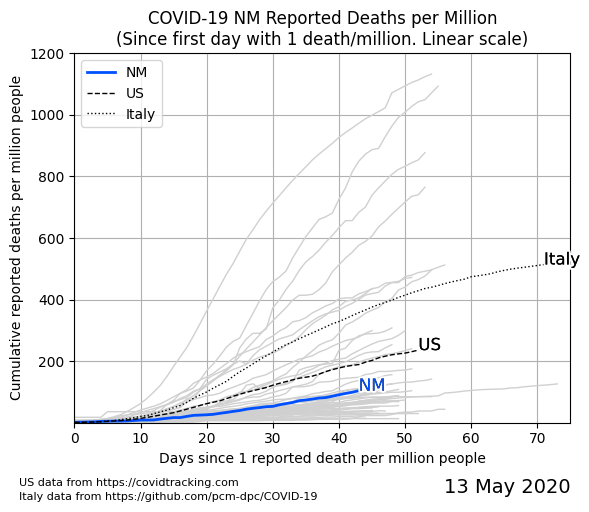 COVID-19 NM Reported Deaths per Million
(Since first day with 1 death/million. Linear scale)
Cumulative reported deaths per million people
1200
1000
800
600
400
200
NM
US
Italy
Italy
US
NM
0 10 20 30 40 50 60 70
Days since 1 reported death per million people
US data from https://covidtracking.com
Italy data from https://github.com/pcm-dpc/COVID-19
13 May 2020